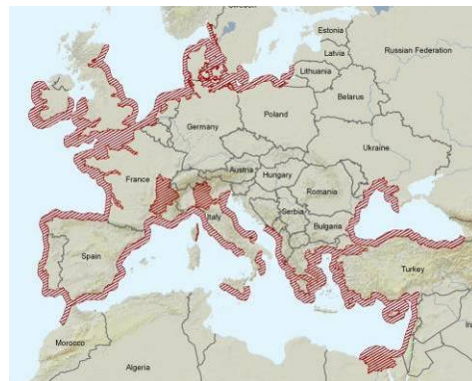 Sweden
Estonia
Latvia
Russian Federation
Lithuania
Belarus
Poland
Germany
Ukraine
France
Austria
Hungary
Romania
Serbia
Italy
Bulgaria
Spain
Turkey
Morocco
Algeria